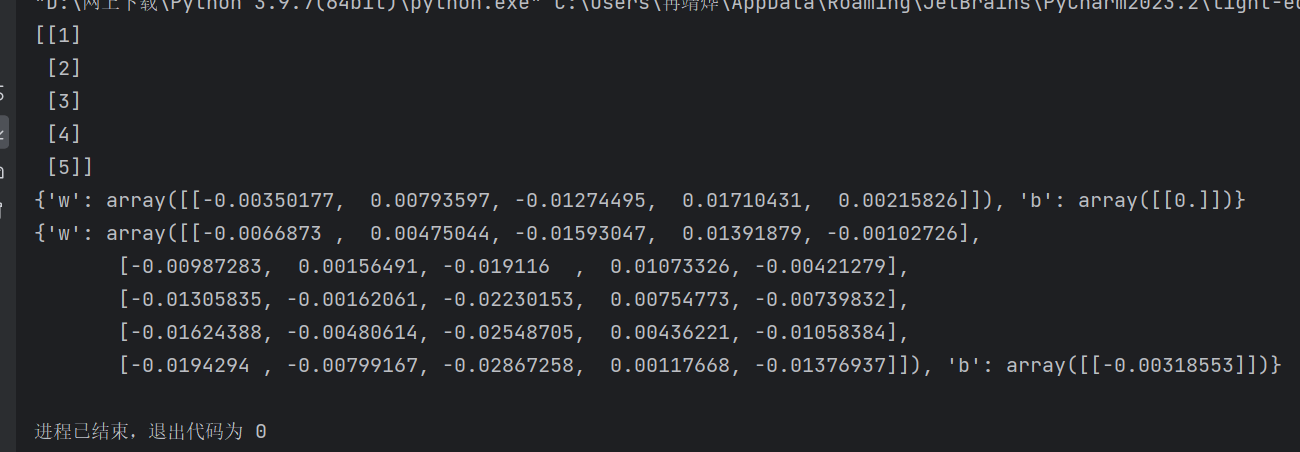 "D:\网上下载\Python 3.9.7(64bit)\python.exe" C:\Users\冉靖烨\AppData\Roaming\JetBrains\PyCharm2023.2\light-ed
[[1]
 [2]
 [3]
 [4]
 [5]]
{'w': array([[-0.00350177,  0.00793597, -0.01274495,  0.01710431,  0.00215826]]), 'b': array([[0.]])}
{'w': array([[-0.0066873 ,  0.00475044, -0.01593047,  0.01391879, -0.00102726],
       [-0.00987283,  0.00156491, -0.019116  ,  0.01073326, -0.00421279],
       [-0.01305835, -0.00162061, -0.02230153,  0.00754773, -0.00739832],
       [-0.01624388, -0.00480614, -0.02548705,  0.00436221, -0.01058384],
       [-0.0194294 , -0.00799167, -0.02867258,  0.00117668, -0.01376937]]), 'b': array([[-0.00318553]])}
进程已结束，退出代码为 0